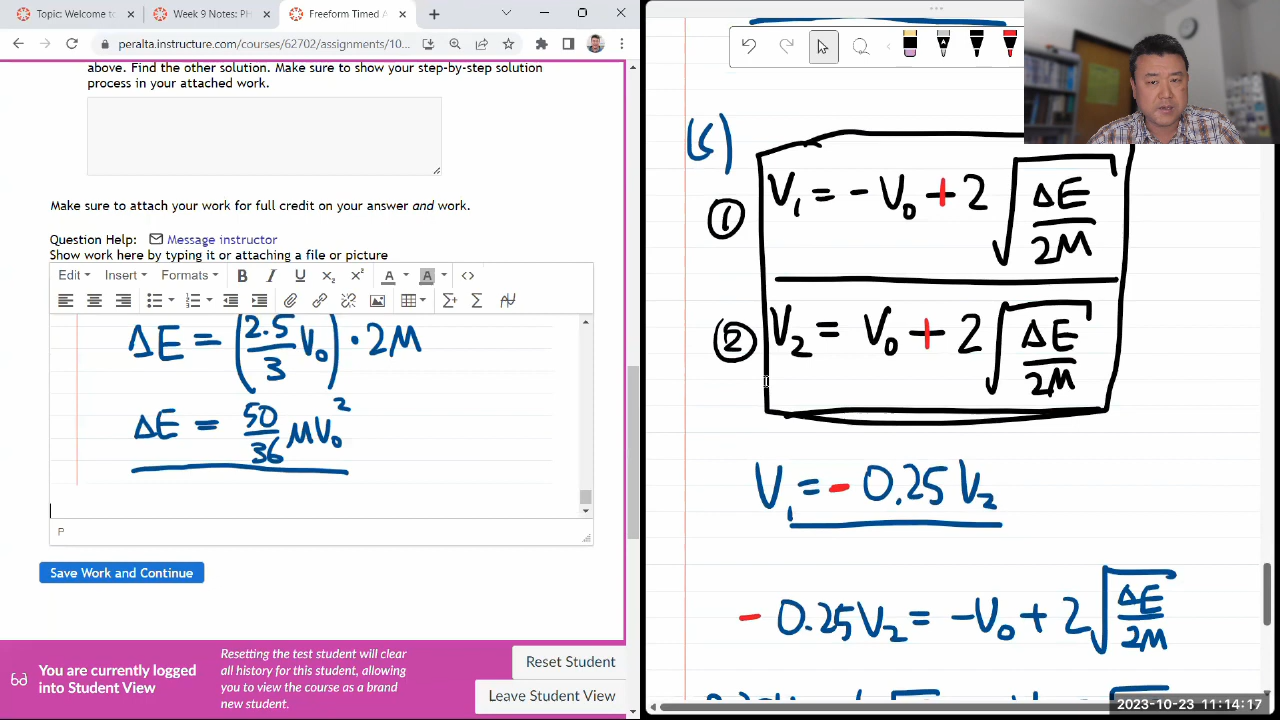 Topic Welcome to
Week 9 Notes Ph
Freeform Timed A
peralta.instructure.com/courses/62
signments/10...
above. Find the other solution. Make sure to show your step-by-step solution
process in your attached work.
Make sure to attach your work for full credit on your answer and work.
Question Help: Message instructor
Show work here by typing it or attaching a file or picture
Edit Insert Formats B I U X₂ X² A A <>
ΔE = (2.5/3 V₀) · 2M
ΔE = 50/36 MV₀²
P
Save Work and Continue
You are currently logged
into Student View
Resetting the test student will clear
all history for this student, allowing
you to view the course as a brand
new student.
Reset Student
Leave Student View
① V₁ = - V₀ + 2 √(ΔE/2M)
② V₂ = V₀ + 2 √(ΔE/2M)
V₁ = - 0.25 V₂
- 0.25V₂ = -V₀ + 2√(ΔE/2M)
2023-10-23 11:14:17